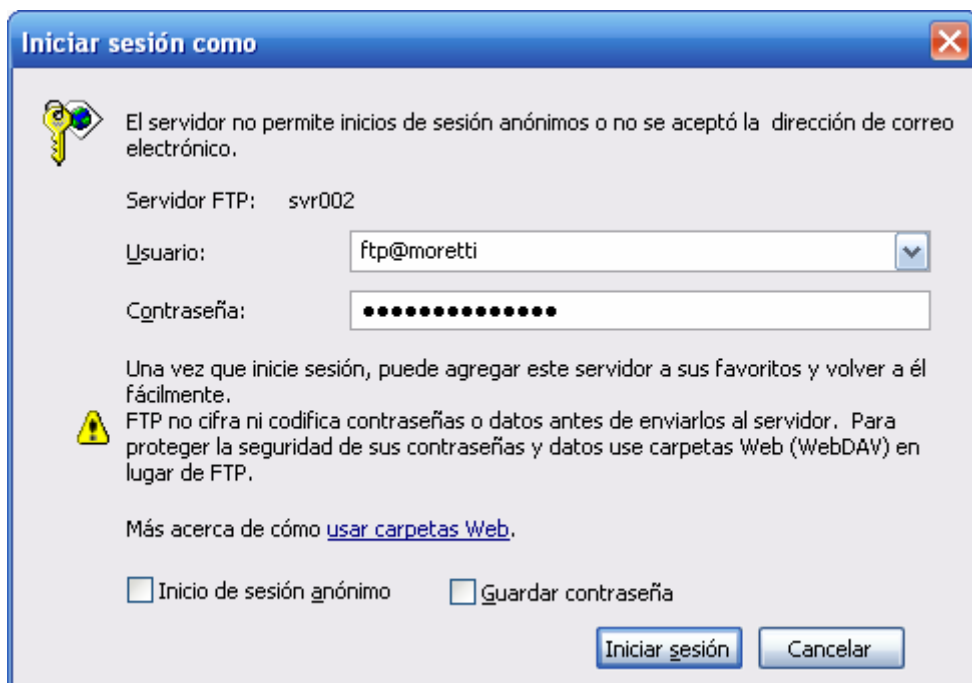 Iniciar sesión como
El servidor no permite inicios de sesión anónimos o no se aceptó la  dirección de correo
electrónico.
Servidor FTP: svr002
Usuario: ftp@moretti
Contraseña: ••••••••••••••
Una vez que inicie sesión, puede agregar este servidor a sus favoritos y volver a él
fácilmente.
FTP no cifra ni codifica contraseñas o datos antes de enviarlos al servidor.  Para
proteger la seguridad de sus contraseñas y datos use carpetas Web (WebDAV) en
lugar de FTP.
Más acerca de cómo usar carpetas Web.
Inicio de sesión anónimo Guardar contraseña
Iniciar sesión Cancelar